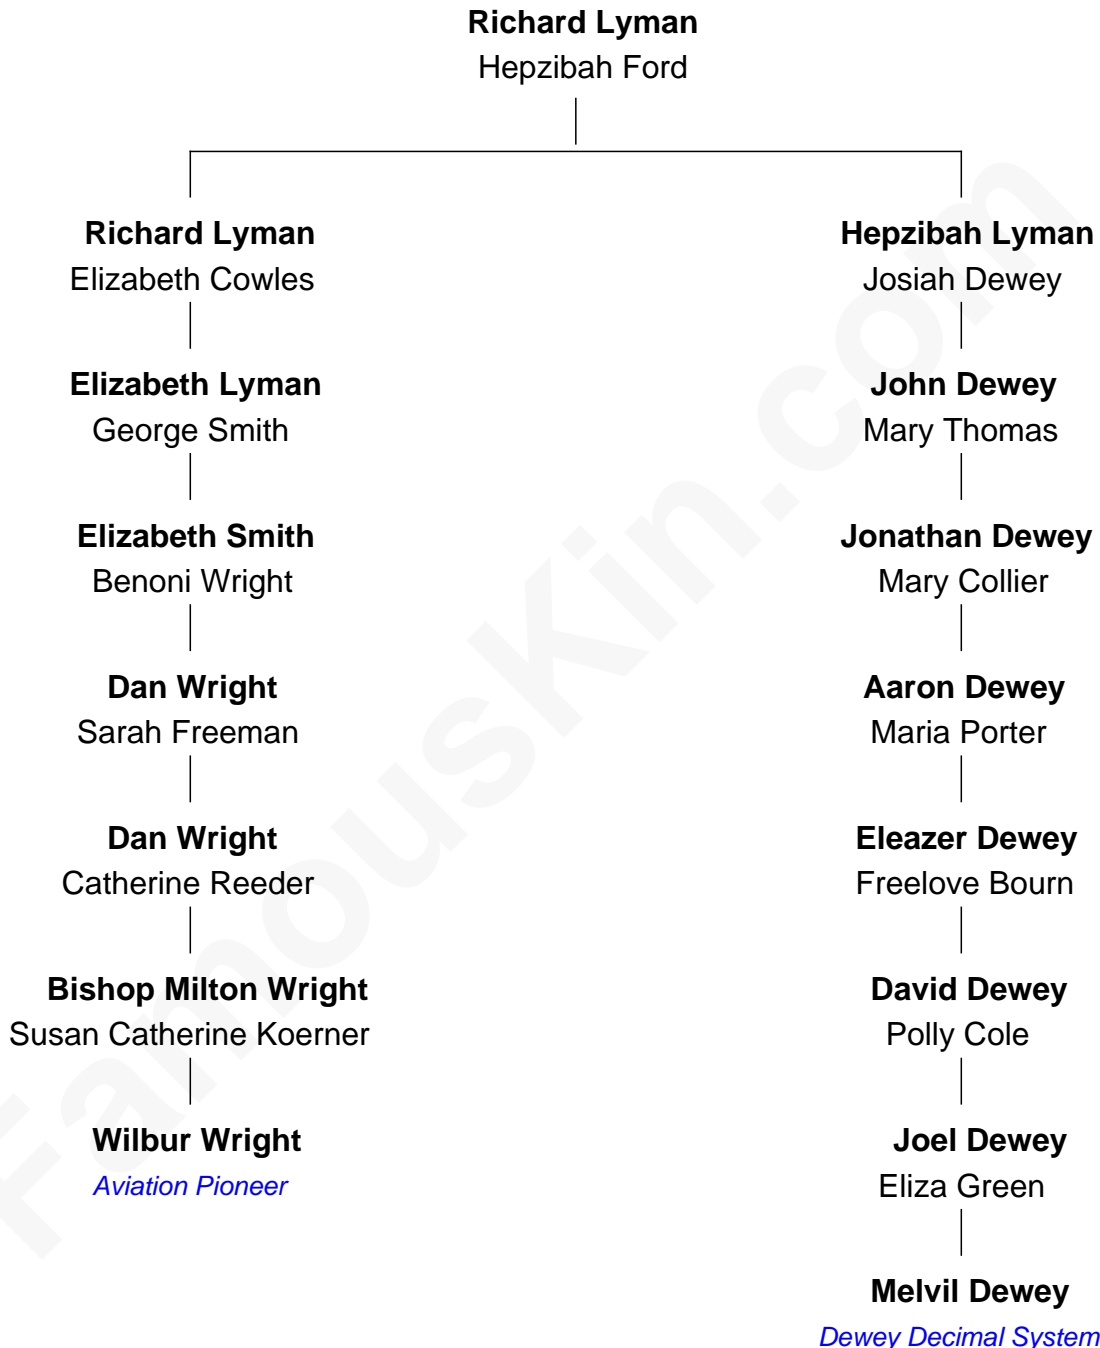 Richard Lyman
Hepzibah Ford
Richard Lyman
Elizabeth Cowles
Elizabeth Lyman
George Smith
Elizabeth Smith
Benoni Wright
Dan Wright
Sarah Freeman
Dan Wright
Catherine Reeder
Bishop Milton Wright
Susan Catherine Koerner
Wilbur Wright
Aviation Pioneer
Hepzibah Lyman
Josiah Dewey
John Dewey
Mary Thomas
Jonathan Dewey
Mary Collier
Aaron Dewey
Maria Porter
Eleazer Dewey
Freelove Bourn
David Dewey
Polly Cole
Joel Dewey
Eliza Green
Melvil Dewey
Dewey Decimal System
FamousKin.com